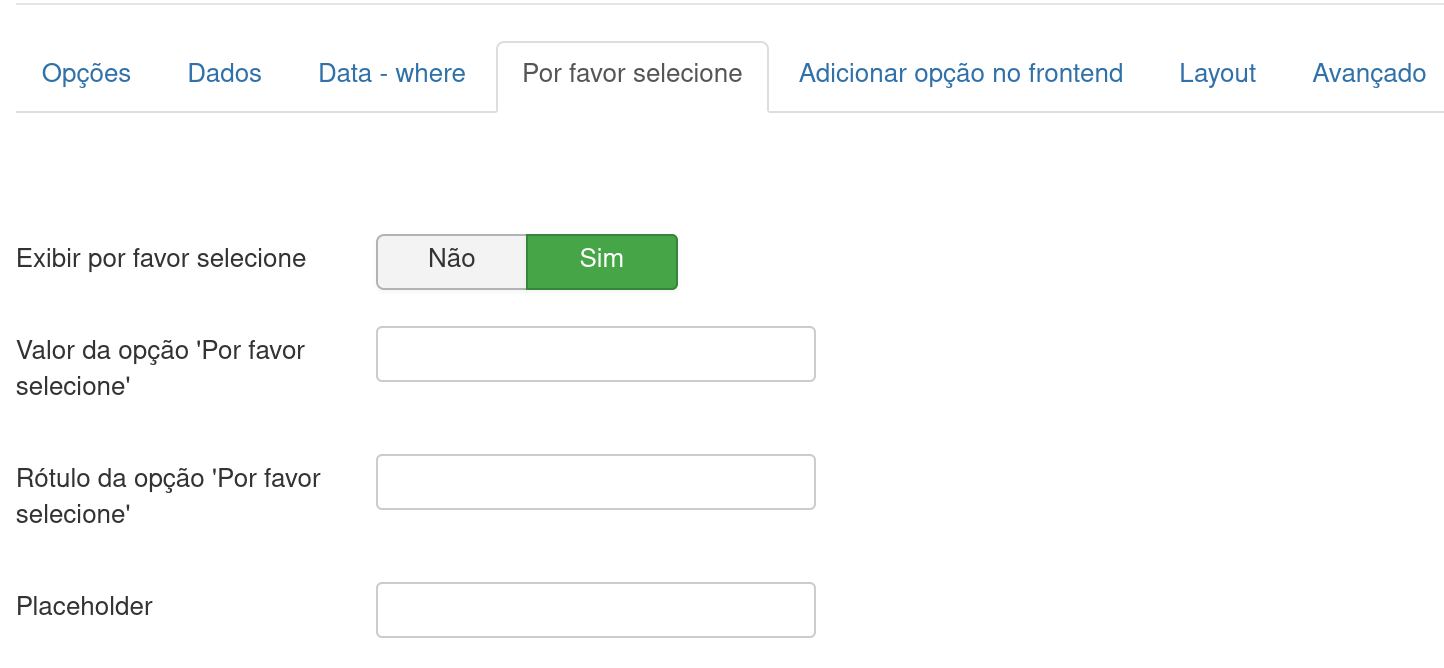 Opções Dados Data - where Por favor selecione Adicionar opção no frontend Layout Avançado
Exibir por favor selecione Não Sim
Valor da opção 'Por favor
selecione'
Rótulo da opção 'Por favor
selecione'
Placeholder